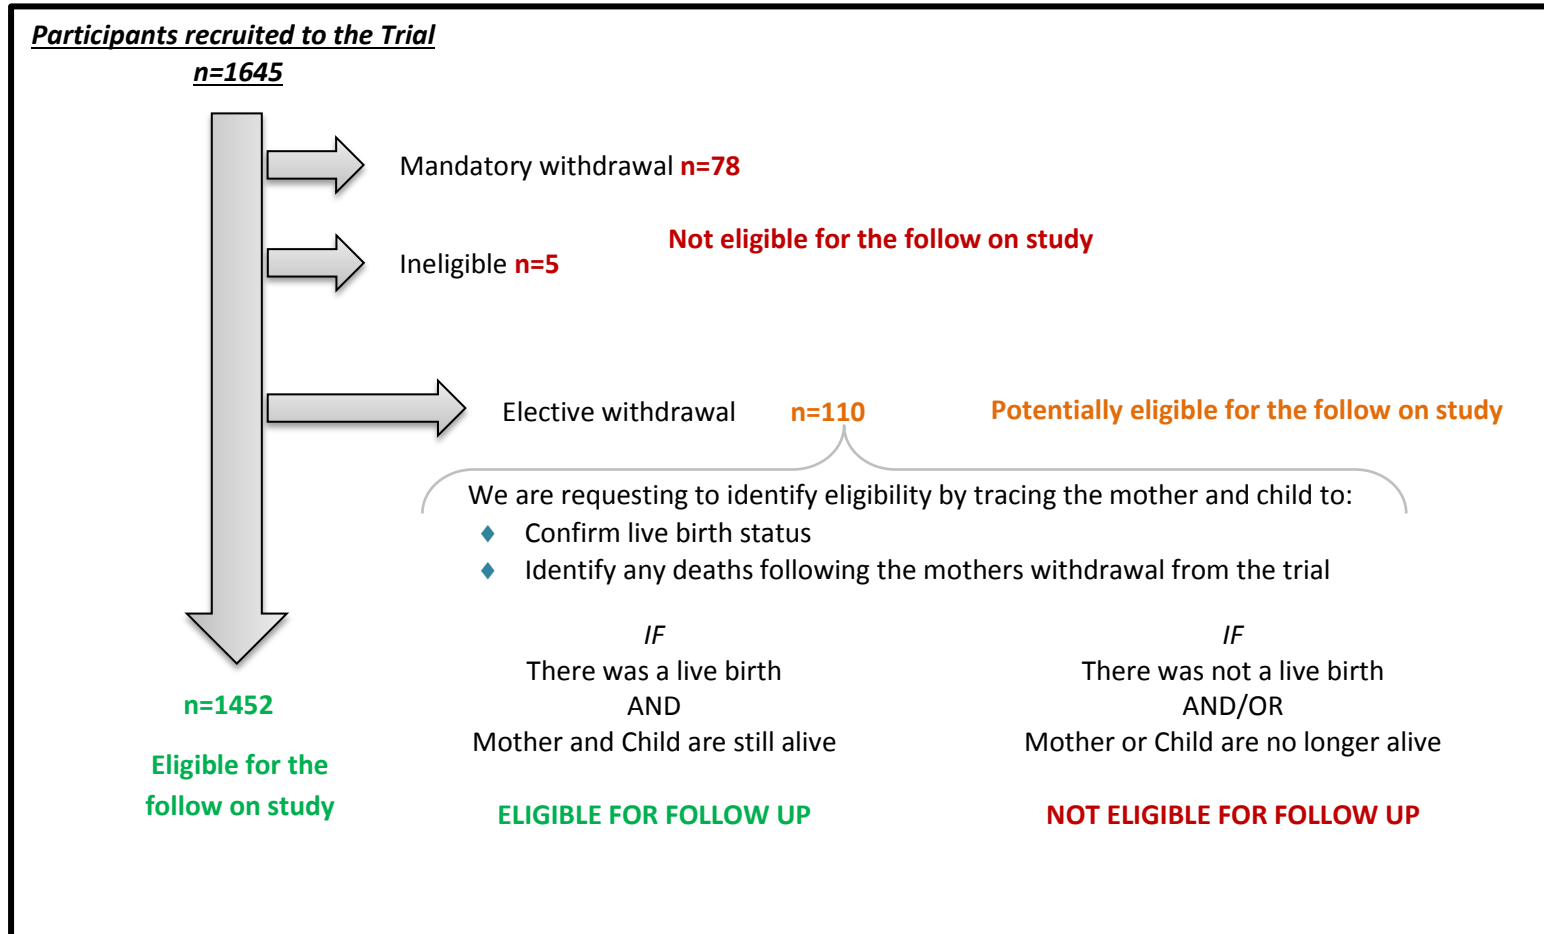 Participants recruited to the Trial
n=1645
Mandatory withdrawal n=78
Not eligible for the follow on study
Ineligible n=5
Elective withdrawal n=110 Potentially eligible for the follow on study
We are requesting to identify eligibility by tracing the mother and child to:
♦ Confirm live birth status
♦ Identify any deaths following the mothers withdrawal from the trial
IF
There was a live birth
AND
Mother and Child are still alive
ELIGIBLE FOR FOLLOW UP
IF
There was not a live birth
AND/OR
Mother or Child are no longer alive
NOT ELIGIBLE FOR FOLLOW UP
n=1452
Eligible for the
follow on study